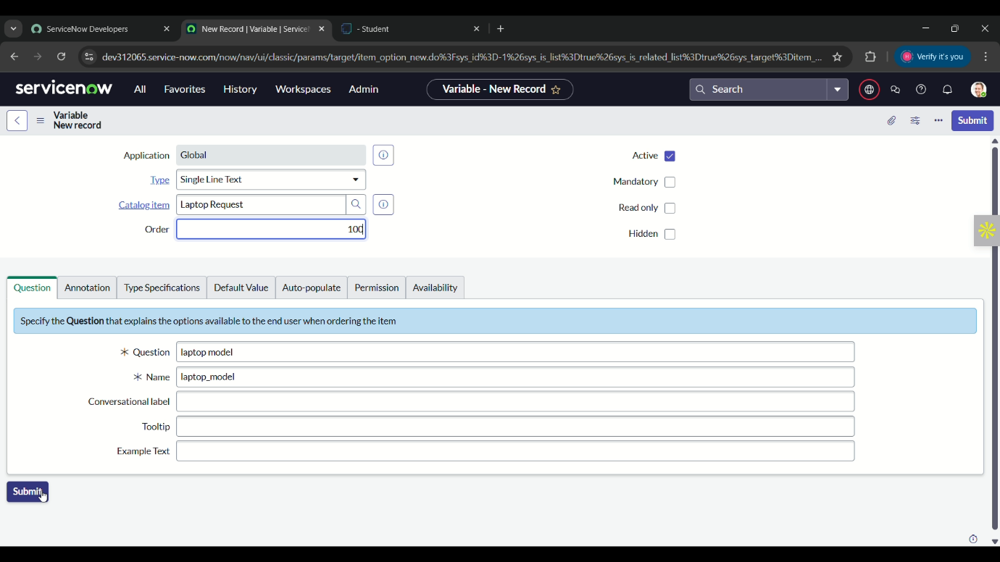 ServiceNow Developers
New Record | Variable | Service
- Student
dev312065.service-now.com/now/nav/ui/classic/params/target/item_option_new.do%3Fsys_id%3D-1%26sys_is_list%3Dtrue%26sys_is_related_list%3Dtrue%26sys_target%3Ditem_...
H
Verify it's you
servicenow
All
Favorites
History
Workspaces
Admin
Variable - New Record
Search
Variable
New record
Submit
Application
Global
Active
Type
Single Line Text
Mandatory
Catalog item
Laptop Request
Read only
Order
100
Hidden
Question
Annotation
Type Specifications
Default Value
Auto-populate
Permission
Availability
Specify the Question that explains the options available to the end user when ordering the item
Question
laptop model
Name
laptop_model
Conversational label
Tooltip
Example Text
Submit